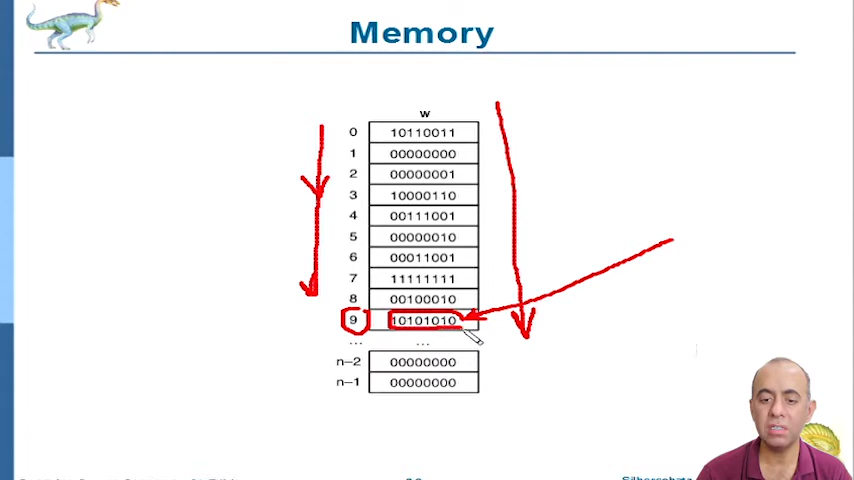 Memory
w
0 10110011
1 00000000
2 00000001
3 10000110
4 00111001
5 00000010
6 00011001
7 11111111
8 00100010
9 10101010
... ...
n–2 00000000
n–1 00000000